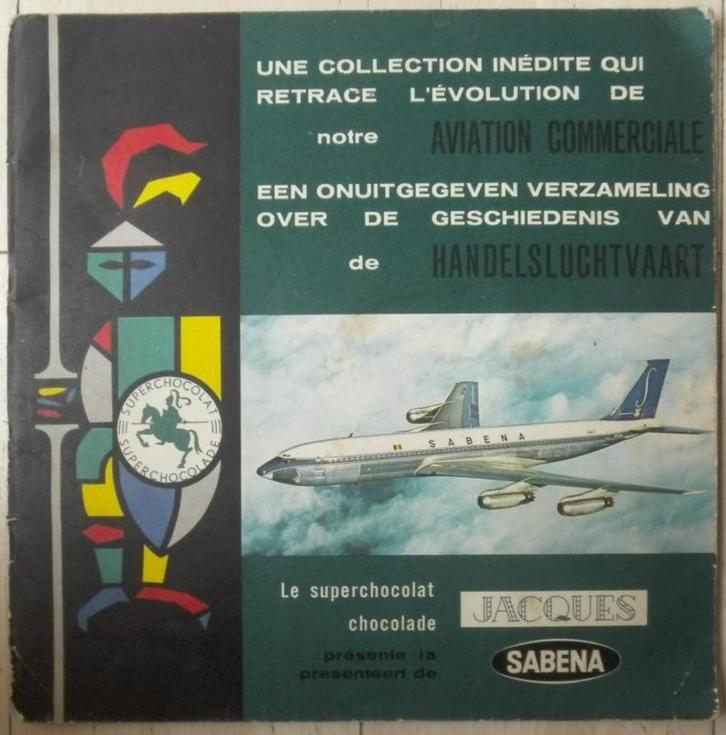 UNE COLLECTION INÉDITE QUI
RETRACE L'ÉVOLUTION DE
notre AVIATION COMMERCIALE
EEN ONUITGEGEVEN VERZAMELING
OVER DE GESCHIEDENIS VAN
de HANDELSLUCHTVAART
SUPERCHOCOLAT
SUPERCHOCOLADE
SABENA
Le superchocolat
chocolade
JACQUES
présente la
presenteert de
SABENA